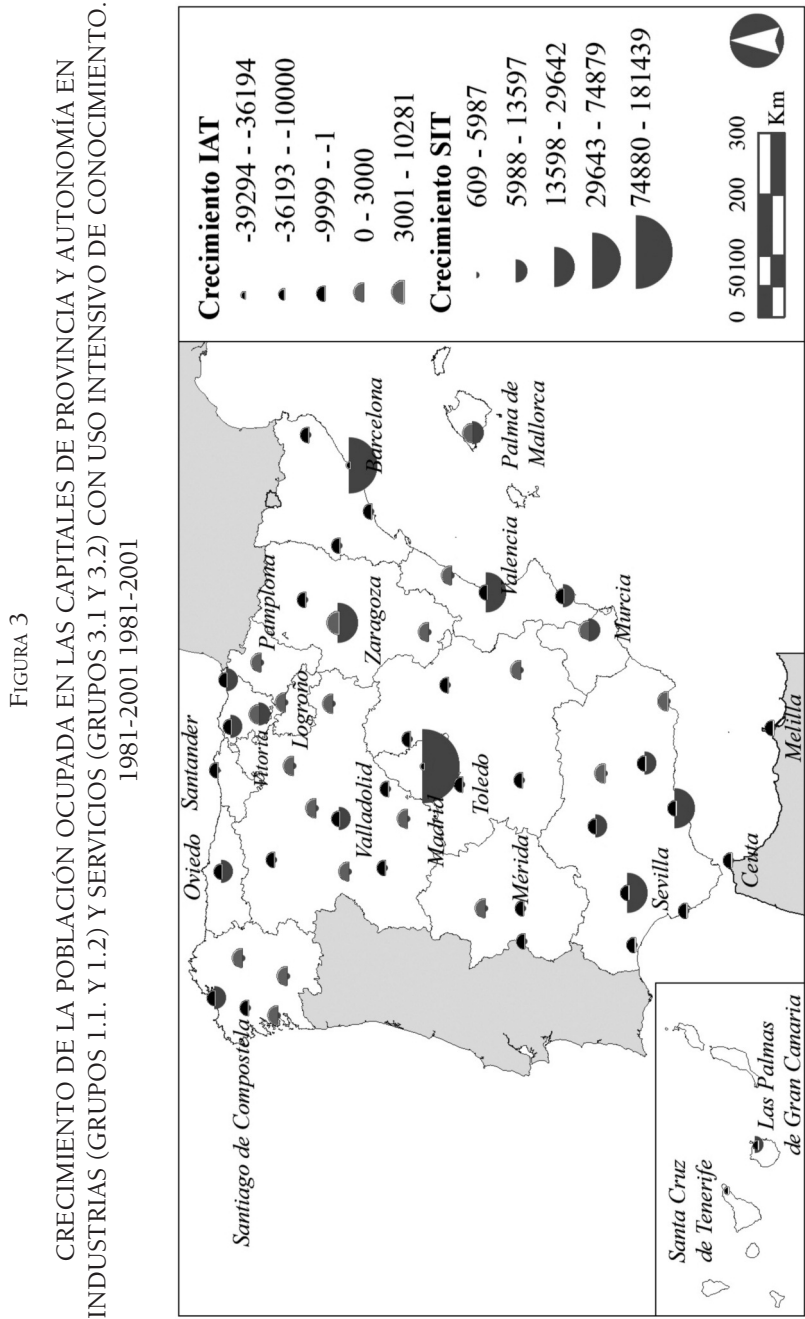 FIGURA 3
CRECIMIENTO DE LA POBLACIÓN OCUPADA EN LAS CAPITALES DE PROVINCIA Y AUTONOMÍA EN
INDUSTRIAS (GRUPOS 1.1. Y 1.2) Y SERVICIOS (GRUPOS 3.1 Y 3.2) CON USO INTENSIVO DE CONOCIMIENTO.
1981-2001 1981-2001
Oviedo
Santander
Santiago de Compostela
Vitoria
Pamplona
Logroño
Valladolid
Zaragoza
Barcelona
Madrid
Toledo
Valencia
Palma de
Mallorca
Mérida
Murcia
Sevilla
Ceuta
Melilla
Santa Cruz
de Tenerife
Las Palmas
de Gran Canaria
Crecimiento IAT
-39294 - -36194
-36193 - -10000
-9999 - -1
0 - 3000
3001 - 10281
Crecimiento SIT
609 - 5987
5988 - 13597
13598 - 29642
29643 - 74879
74880 - 181439
0 50100 200 300
Km